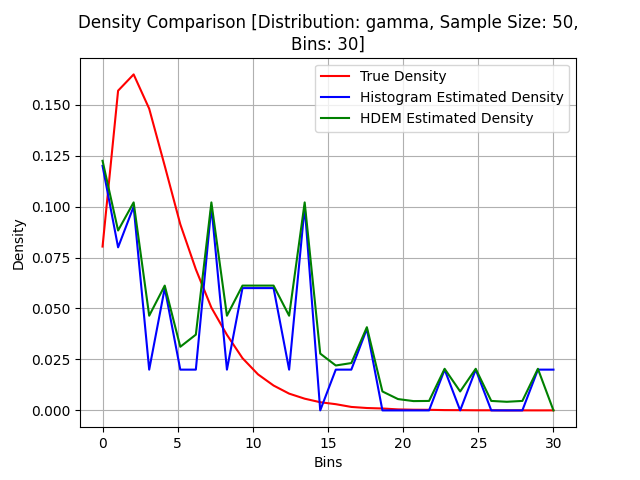 Density Comparison [Distribution: gamma, Sample Size: 50,
Bins: 30]
True Density
Histogram Estimated Density
HDEM Estimated Density
Density
0.150
0.125
0.100
0.075
0.050
0.025
0.000
0 5 10 15 20 25 30
Bins